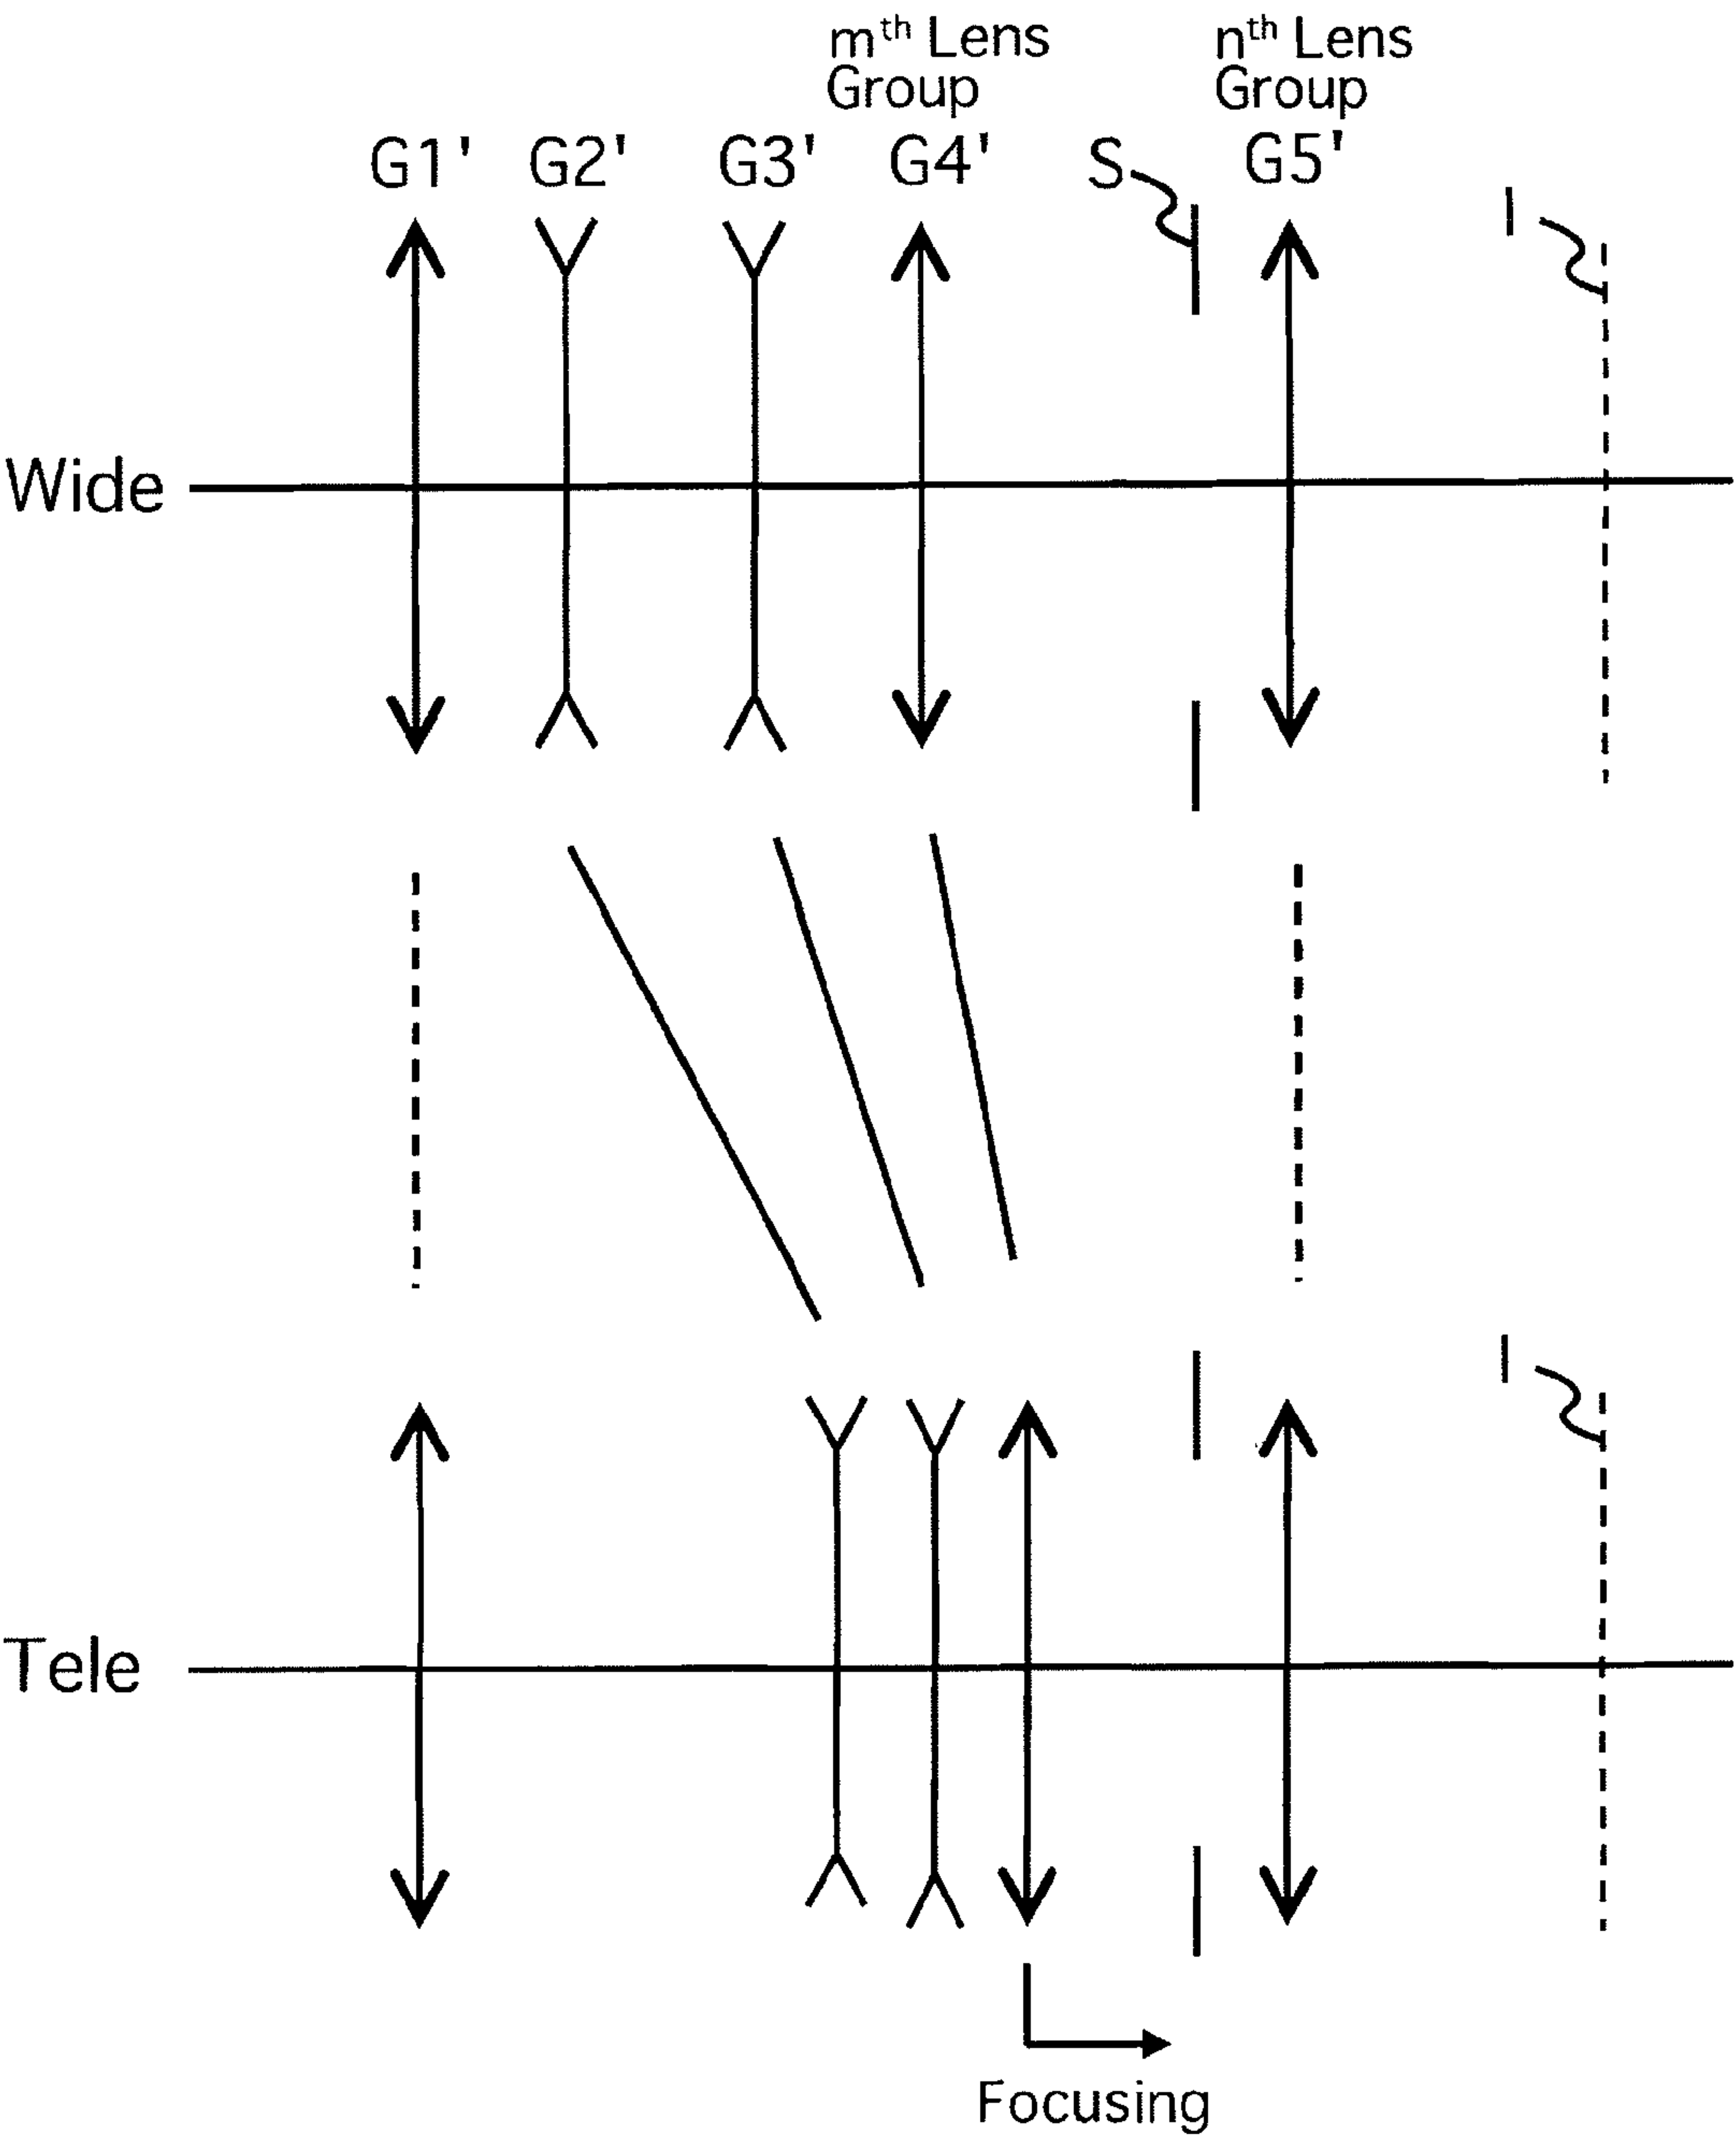 mth Lens
Group
nth Lens
Group
G1'
G2'
G3'
G4'
S
G5'
I
Wide
I
Tele
Focusing